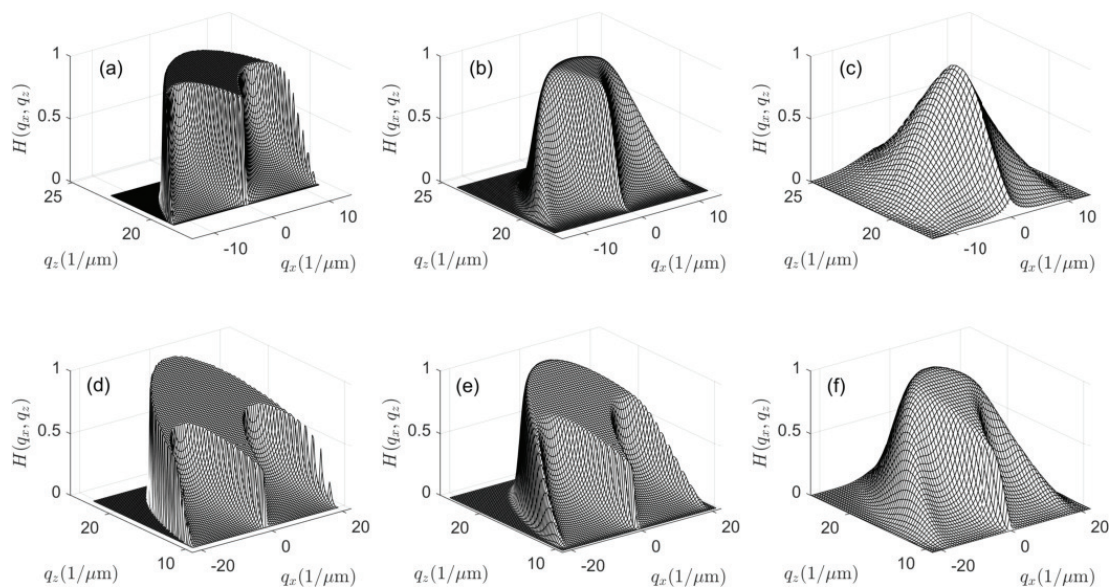 (a)
H(q_x, q_z)
1
0.5
0
25
20
q_z(1/μm)
-10
0
10
q_x(1/μm)
(b)
H(q_x, q_z)
1
0.5
0
25
20
q_z(1/μm)
-10
0
10
q_x(1/μm)
(c)
H(q_x, q_z)
1
0.5
0
25
20
q_z(1/μm)
-10
0
10
q_x(1/μm)
(d)
H(q_x, q_z)
1
0.5
0
20
10
q_z(1/μm)
-20
0
20
q_x(1/μm)
(e)
H(q_x, q_z)
1
0.5
0
20
10
q_z(1/μm)
-20
0
20
q_x(1/μm)
(f)
H(q_x, q_z)
1
0.5
0
20
10
q_z(1/μm)
-20
0
20
q_x(1/μm)